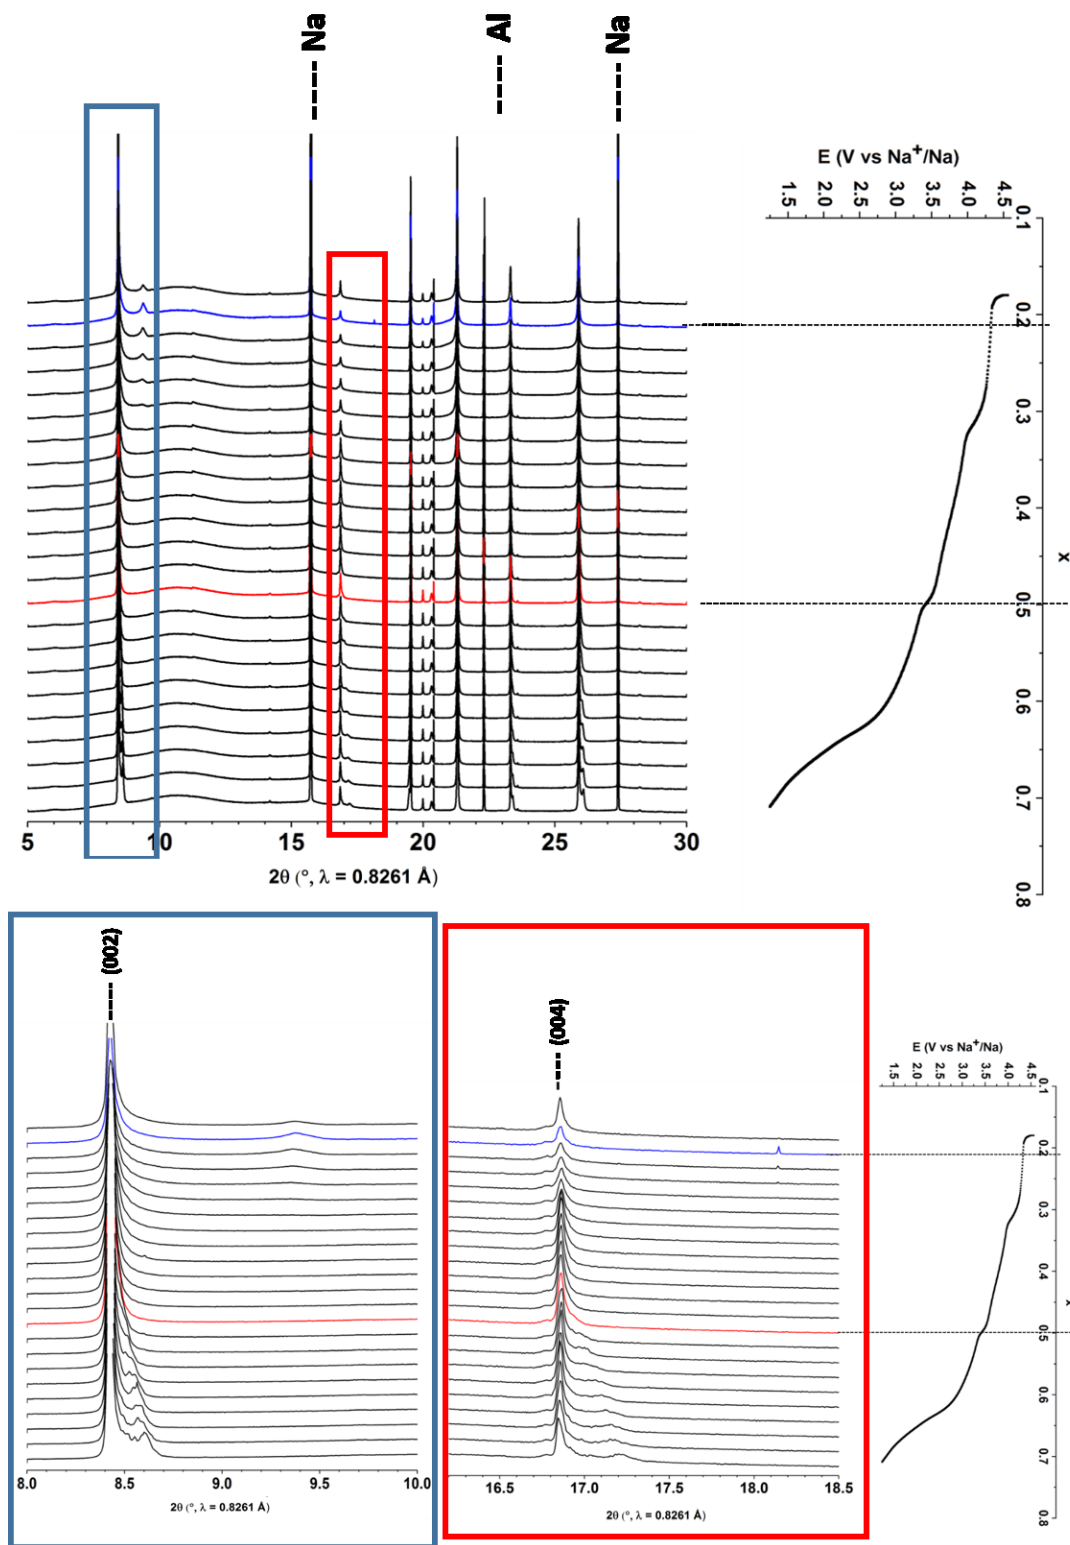 ----- Na
---- Al
----- Na
E (V vs Na+/Na)
1.5 2.0 2.5 3.0 3.5 4.0 4.5
0.1
0.2
0.3
0.4
0.5
0.6
0.7
0.8
x
5 10 15 20 25 30
2θ (°, λ = 0.8261 Å)
(002)
8.0 8.5 9.0 9.5 10.0
2θ (°, λ = 0.8261 Å)
(004)
16.5 17.0 17.5 18.0 18.5
2θ (°, λ = 0.8261 Å)
E (V vs Na+/Na)
1.5 2.0 2.5 3.0 3.5 4.0 4.5
0.1
0.2
0.3
0.4
0.5
0.6
0.7
0.8